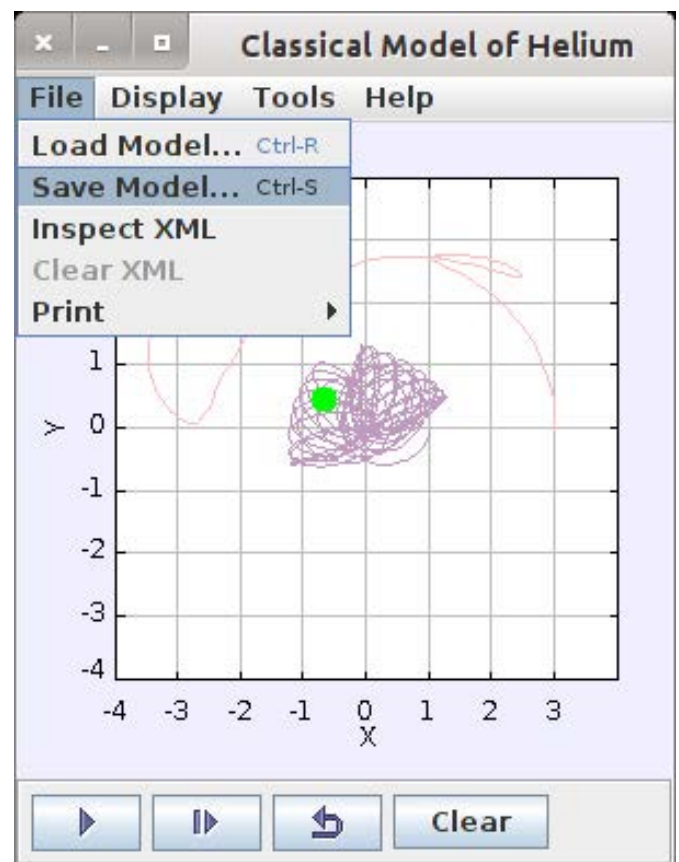 Classical Model of Helium
File Display Tools Help
Load Model... Ctrl-R
Save Model... Ctrl-S
Inspect XML
Clear XML
Print
1
0
-1
-2
-3
-4
Y
-4 -3 -2 -1 0 1 2 3
X
Clear